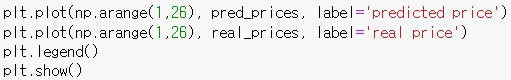 plt.plot(np.arange(1,26), pred_prices, label='predicted price')
plt.plot(np.arange(1,26), real_prices, label='real price')
plt.legend()
plt.show()